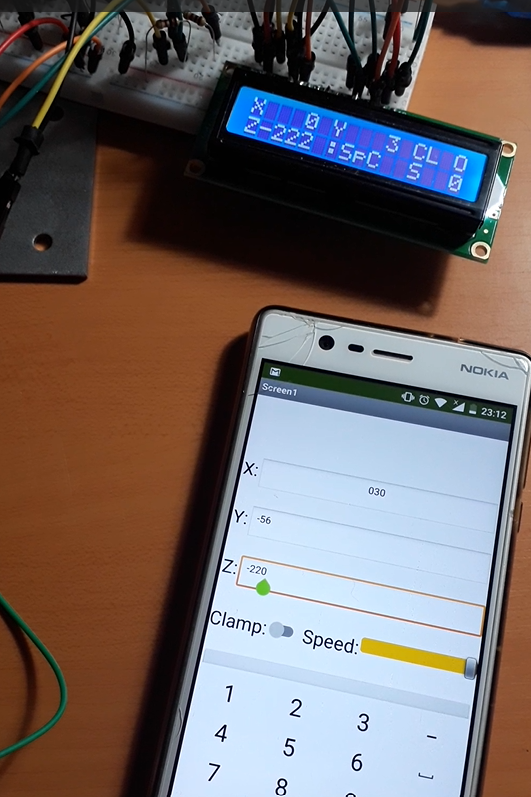 X 0 Y 3 CL 0
Z-222 :SpC S 0
NOKIA
23:12
Screen1
X: 030
Y: -56
Z: -220
Clamp: Speed:
1 2 3 –
4 5 6 ⎵
7 8